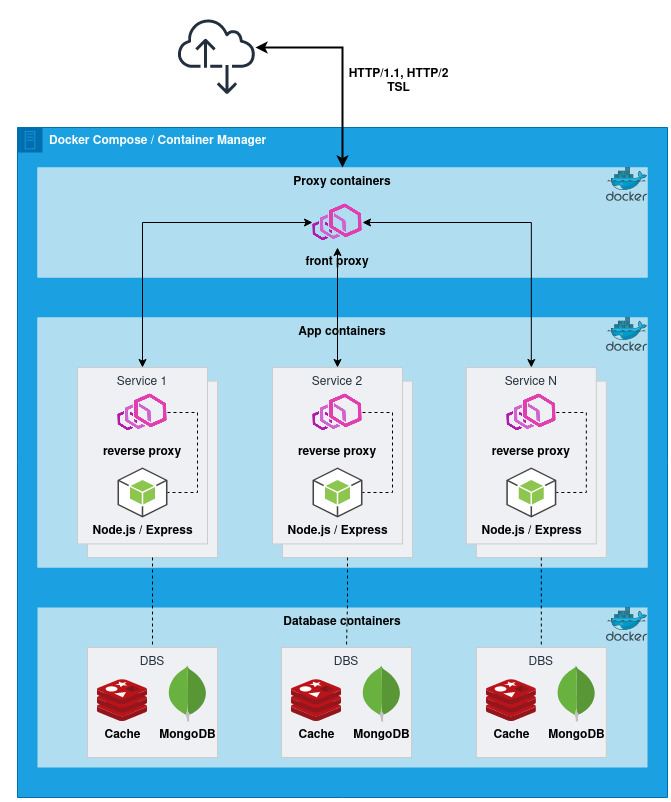 HTTP/1.1, HTTP/2
TSL
Docker Compose / Container Manager
Proxy containers
docker
front proxy
App containers
docker
Service 1
Service 2
Service N
reverse proxy
reverse proxy
reverse proxy
Node.js / Express
Node.js / Express
Node.js / Express
Database containers
docker
DBS
DBS
DBS
Cache
MongoDB
Cache
MongoDB
Cache
MongoDB